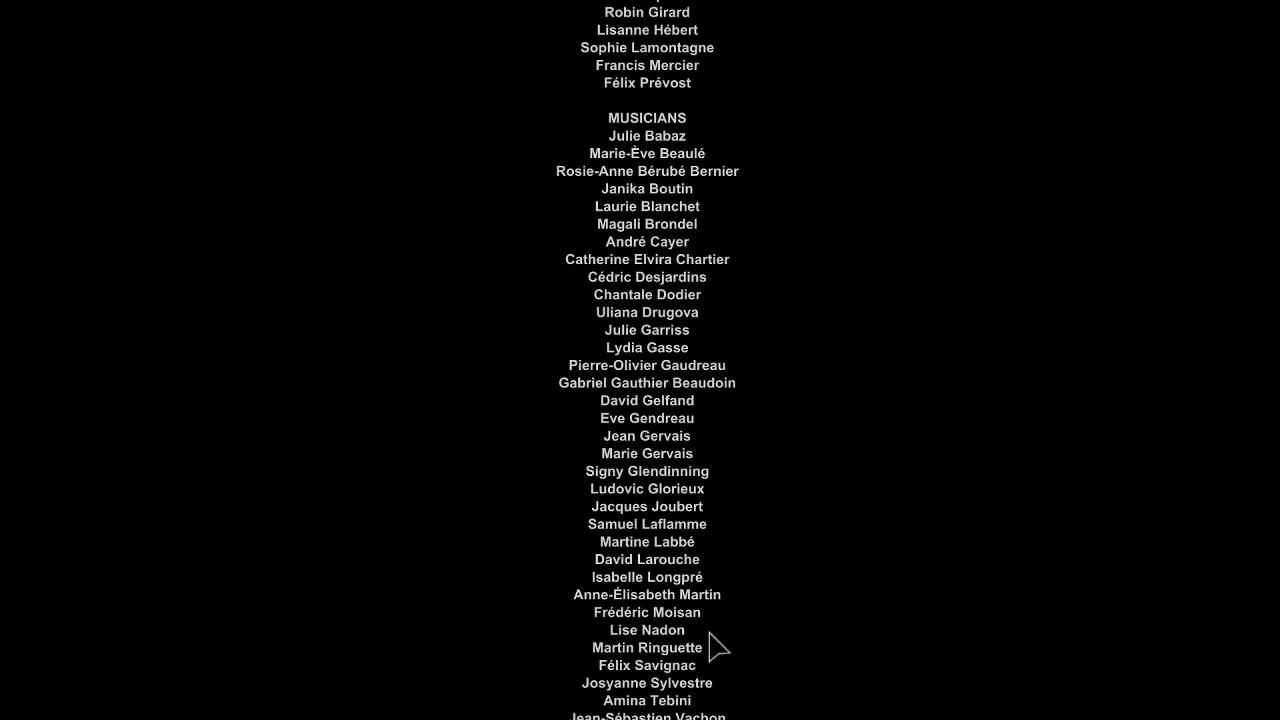 Robin Girard
Lisanne Hébert
Sophie Lamontagne
Francis Mercier
Félix Prévost
MUSICIANS
Julie Babaz
Marie-Ève Beaulé
Rosie-Anne Bérubé Bernier
Janika Boutin
Laurie Blanchet
Magali Brondel
André Cayer
Catherine Elvira Chartier
Cédric Desjardins
Chantale Dodier
Uliana Drugova
Julie Garriss
Lydia Gasse
Pierre-Olivier Gaudreau
Gabriel Gauthier Beaudoin
David Gelfand
Eve Gendreau
Jean Gervais
Marie Gervais
Signy Glendinning
Ludovic Glorieux
Jacques Joubert
Samuel Laflamme
Martine Labbé
David Larouche
Isabelle Longpré
Anne-Élisabeth Martin
Frédéric Moisan
Lise Nadon
Martin Ringuette
Félix Savignac
Josyanne Sylvestre
Amina Tebini
Jean-Sébastien Vachon